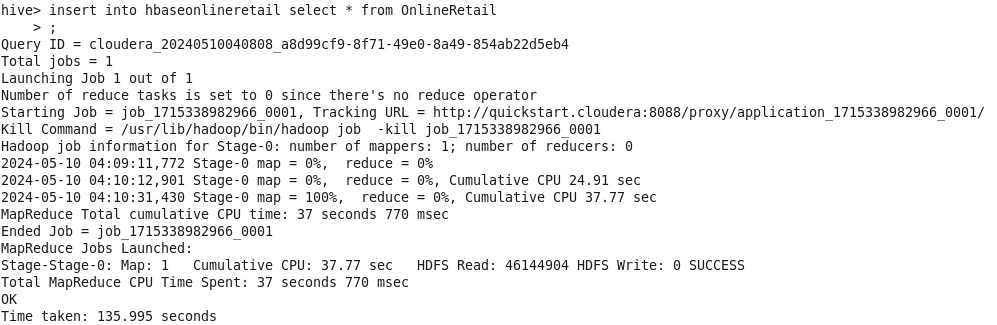 hive> insert into hbaseonlineretail select * from OnlineRetail
    > ;
Query ID = cloudera_20240510040808_a8d99cf9-8f71-49e0-8a49-854ab22d5eb4
Total jobs = 1
Launching Job 1 out of 1
Number of reduce tasks is set to 0 since there's no reduce operator
Starting Job = job_1715338982966_0001, Tracking URL = http://quickstart.cloudera:8088/proxy/application_1715338982966_0001/
Kill Command = /usr/lib/hadoop/bin/hadoop job  -kill job_1715338982966_0001
Hadoop job information for Stage-0: number of mappers: 1; number of reducers: 0
2024-05-10 04:09:11,772 Stage-0 map = 0%,  reduce = 0%
2024-05-10 04:10:12,901 Stage-0 map = 0%,  reduce = 0%, Cumulative CPU 24.91 sec
2024-05-10 04:10:31,430 Stage-0 map = 100%,  reduce = 0%, Cumulative CPU 37.77 sec
MapReduce Total cumulative CPU time: 37 seconds 770 msec
Ended Job = job_1715338982966_0001
MapReduce Jobs Launched:
Stage-Stage-0: Map: 1   Cumulative CPU: 37.77 sec   HDFS Read: 46144904 HDFS Write: 0 SUCCESS
Total MapReduce CPU Time Spent: 37 seconds 770 msec
OK
Time taken: 135.995 seconds